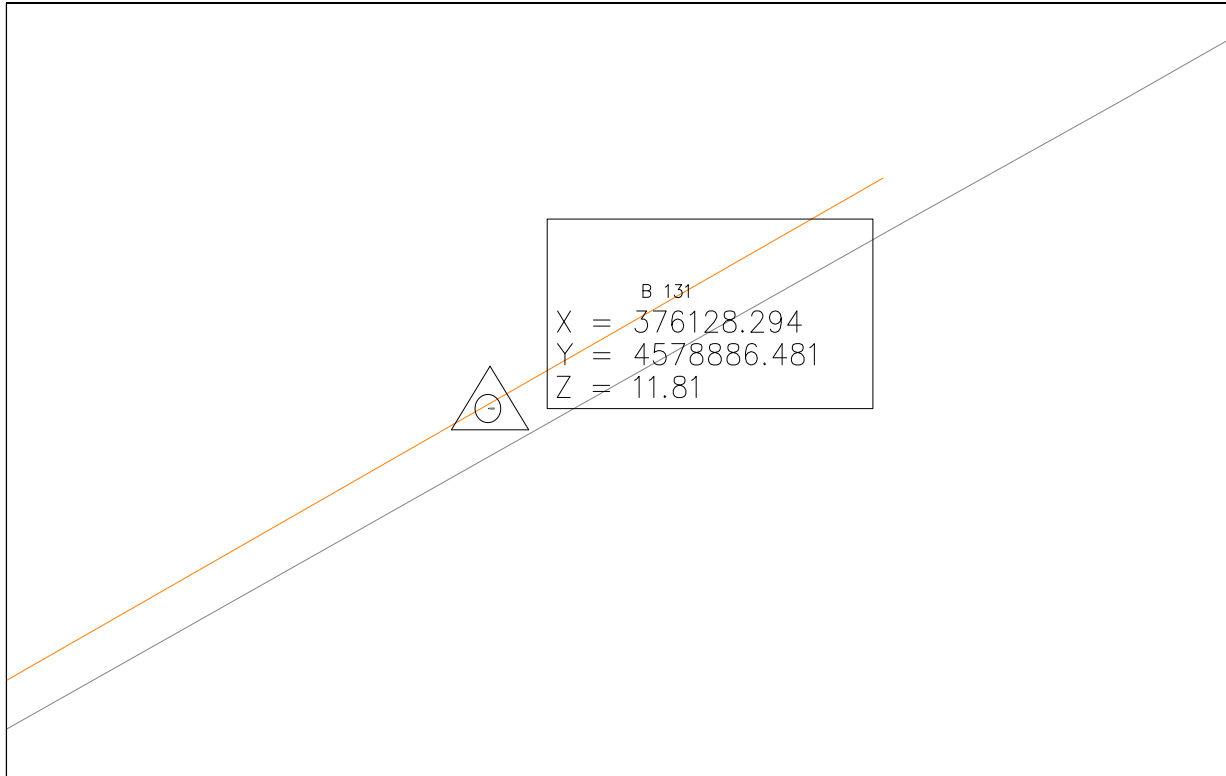 B 131
X = 376128.294
Y = 4578886.481
Z = 11.81